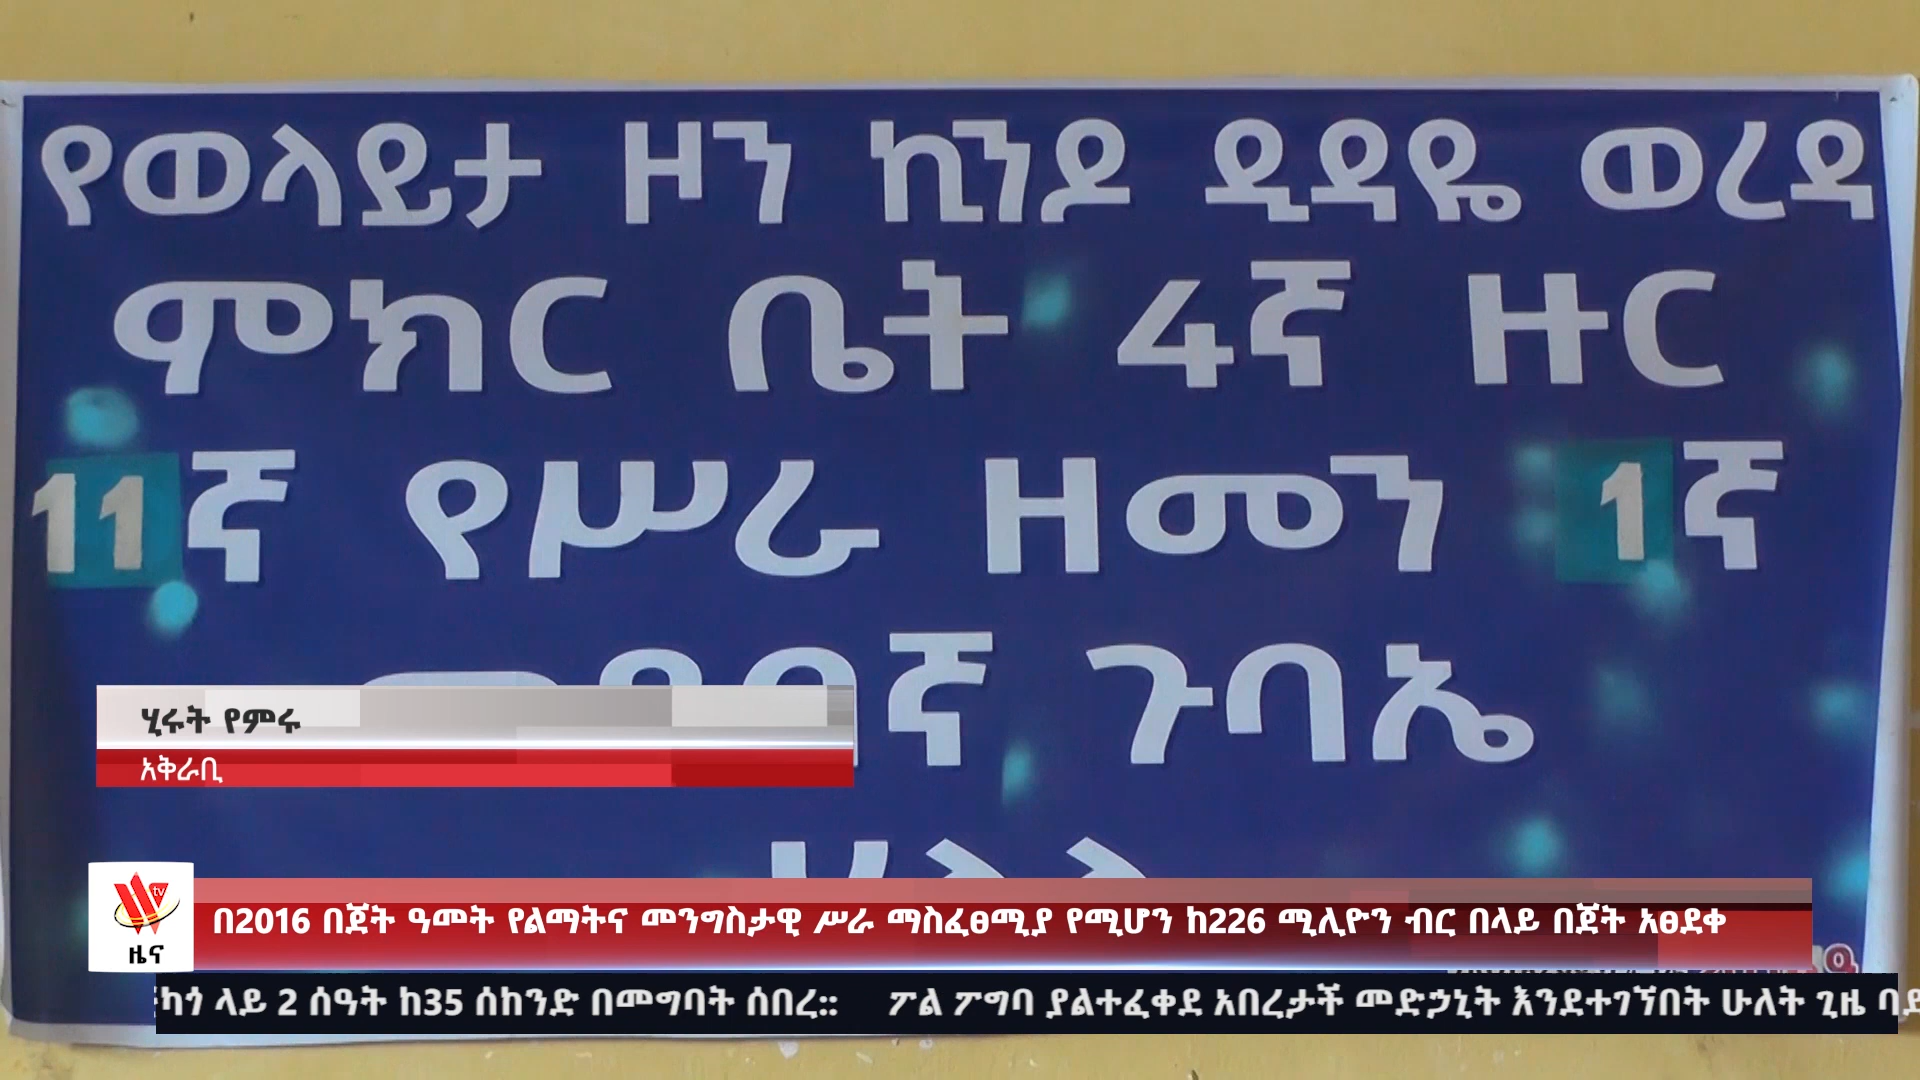 የወላይታ ዞን ኪንዶ ዲዳዬ ወረዳ
ምክር ቤት 4ኛ ዙር
11ኛ የሥራ ዘመን 1ኛ
ጉባኤ
ሂሩት የምሩ
አቅራቢ
tv
ዜና
በ2016 በጀት ዓመት የልማትና መንግስታዊ ሥራ ማስፈፀሚያ የሚሆን ከ226 ሚሊዮን ብር በላይ በጀት አፀደቀ
ላይ 2 ሰዓት ከ35 ሰከንድ በመግባት ሰበረ። ፖል ፖግባ ያልተፈቀደ አበረታች መድኃኒት እንደተገኘበት ሁለት ጊዜ